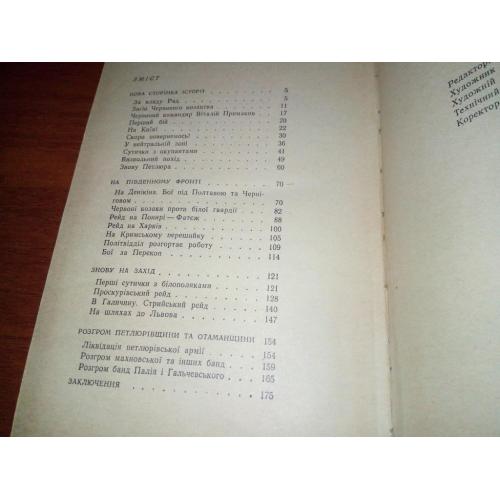 ЗМІСТ
НОВА СТОРІНКА ІСТОРІЇ . . . . 5
За владу Рад . . . . 5
Загін Червоного козацтва . . . . 11
Червоний командир Віталій Примаков . . 17
Перший бій . . . . 20
На Київ! . . . . 22
Скоро повернемось! . . . . 30
У нейтральній зоні . . . . 36
Сутички з окупантами . . . . 41
Визвольний похід . . . . 49
Знову Петлюра . . . . 60
НА ПІВДЕННОМУ ФРОНТІ . . . . 70
На Денікіна. Бої під Полтавою та Черні-
говом . . . . 70
Червоні козаки проти білої гвардії . . 82
Рейд на Понирі — Фатєж . . . . 88
Рейд на Харків . . . . 100
На Кримському перешийку . . . . 105
Політвідділ розгортає роботу . . . . 109
Бої за Перекоп . . . . 114
ЗНОВУ НА ЗАХІД . . . . 121
Перші сутички з білополяками . . . . 121
Проскурівський рейд . . . . 128
В Галичину. Стрийський рейд . . . . 140
На шляхах до Львова . . . . 147
РОЗГРОМ ПЕТЛЮРІВЩИНИ ТА ОТАМАНЩИНИ 154
Ліквідація петлюрівської армії . . . . 154
Розгром махновської та інших банд . . 159
Розгром банд Палія і Гальчевського . . . 165
ЗАКЛЮЧЕННЯ . . . . 175
Редактор
Художник
Художній
Технічний
Коректор